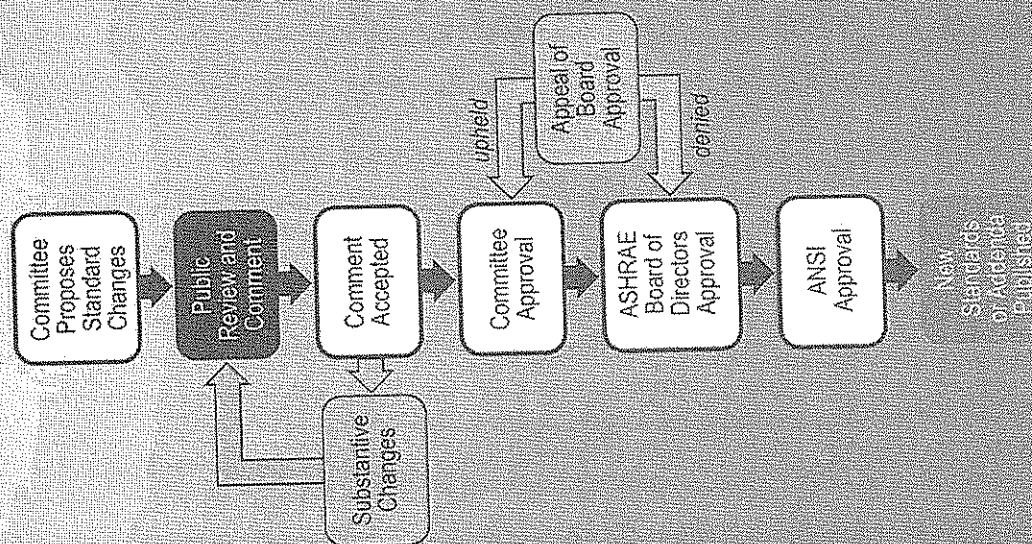 Committee
Proposes
Standard
Changes
Public
Review and
Comment
Comment
Accepted
Substantive
Changes
Committee
Approval
upheld
Appeal of
Board
Approval
denied
ASHRAE
Board of
Directors
Approval
ANSI
Approval
New
Standards
or Addenda
Published